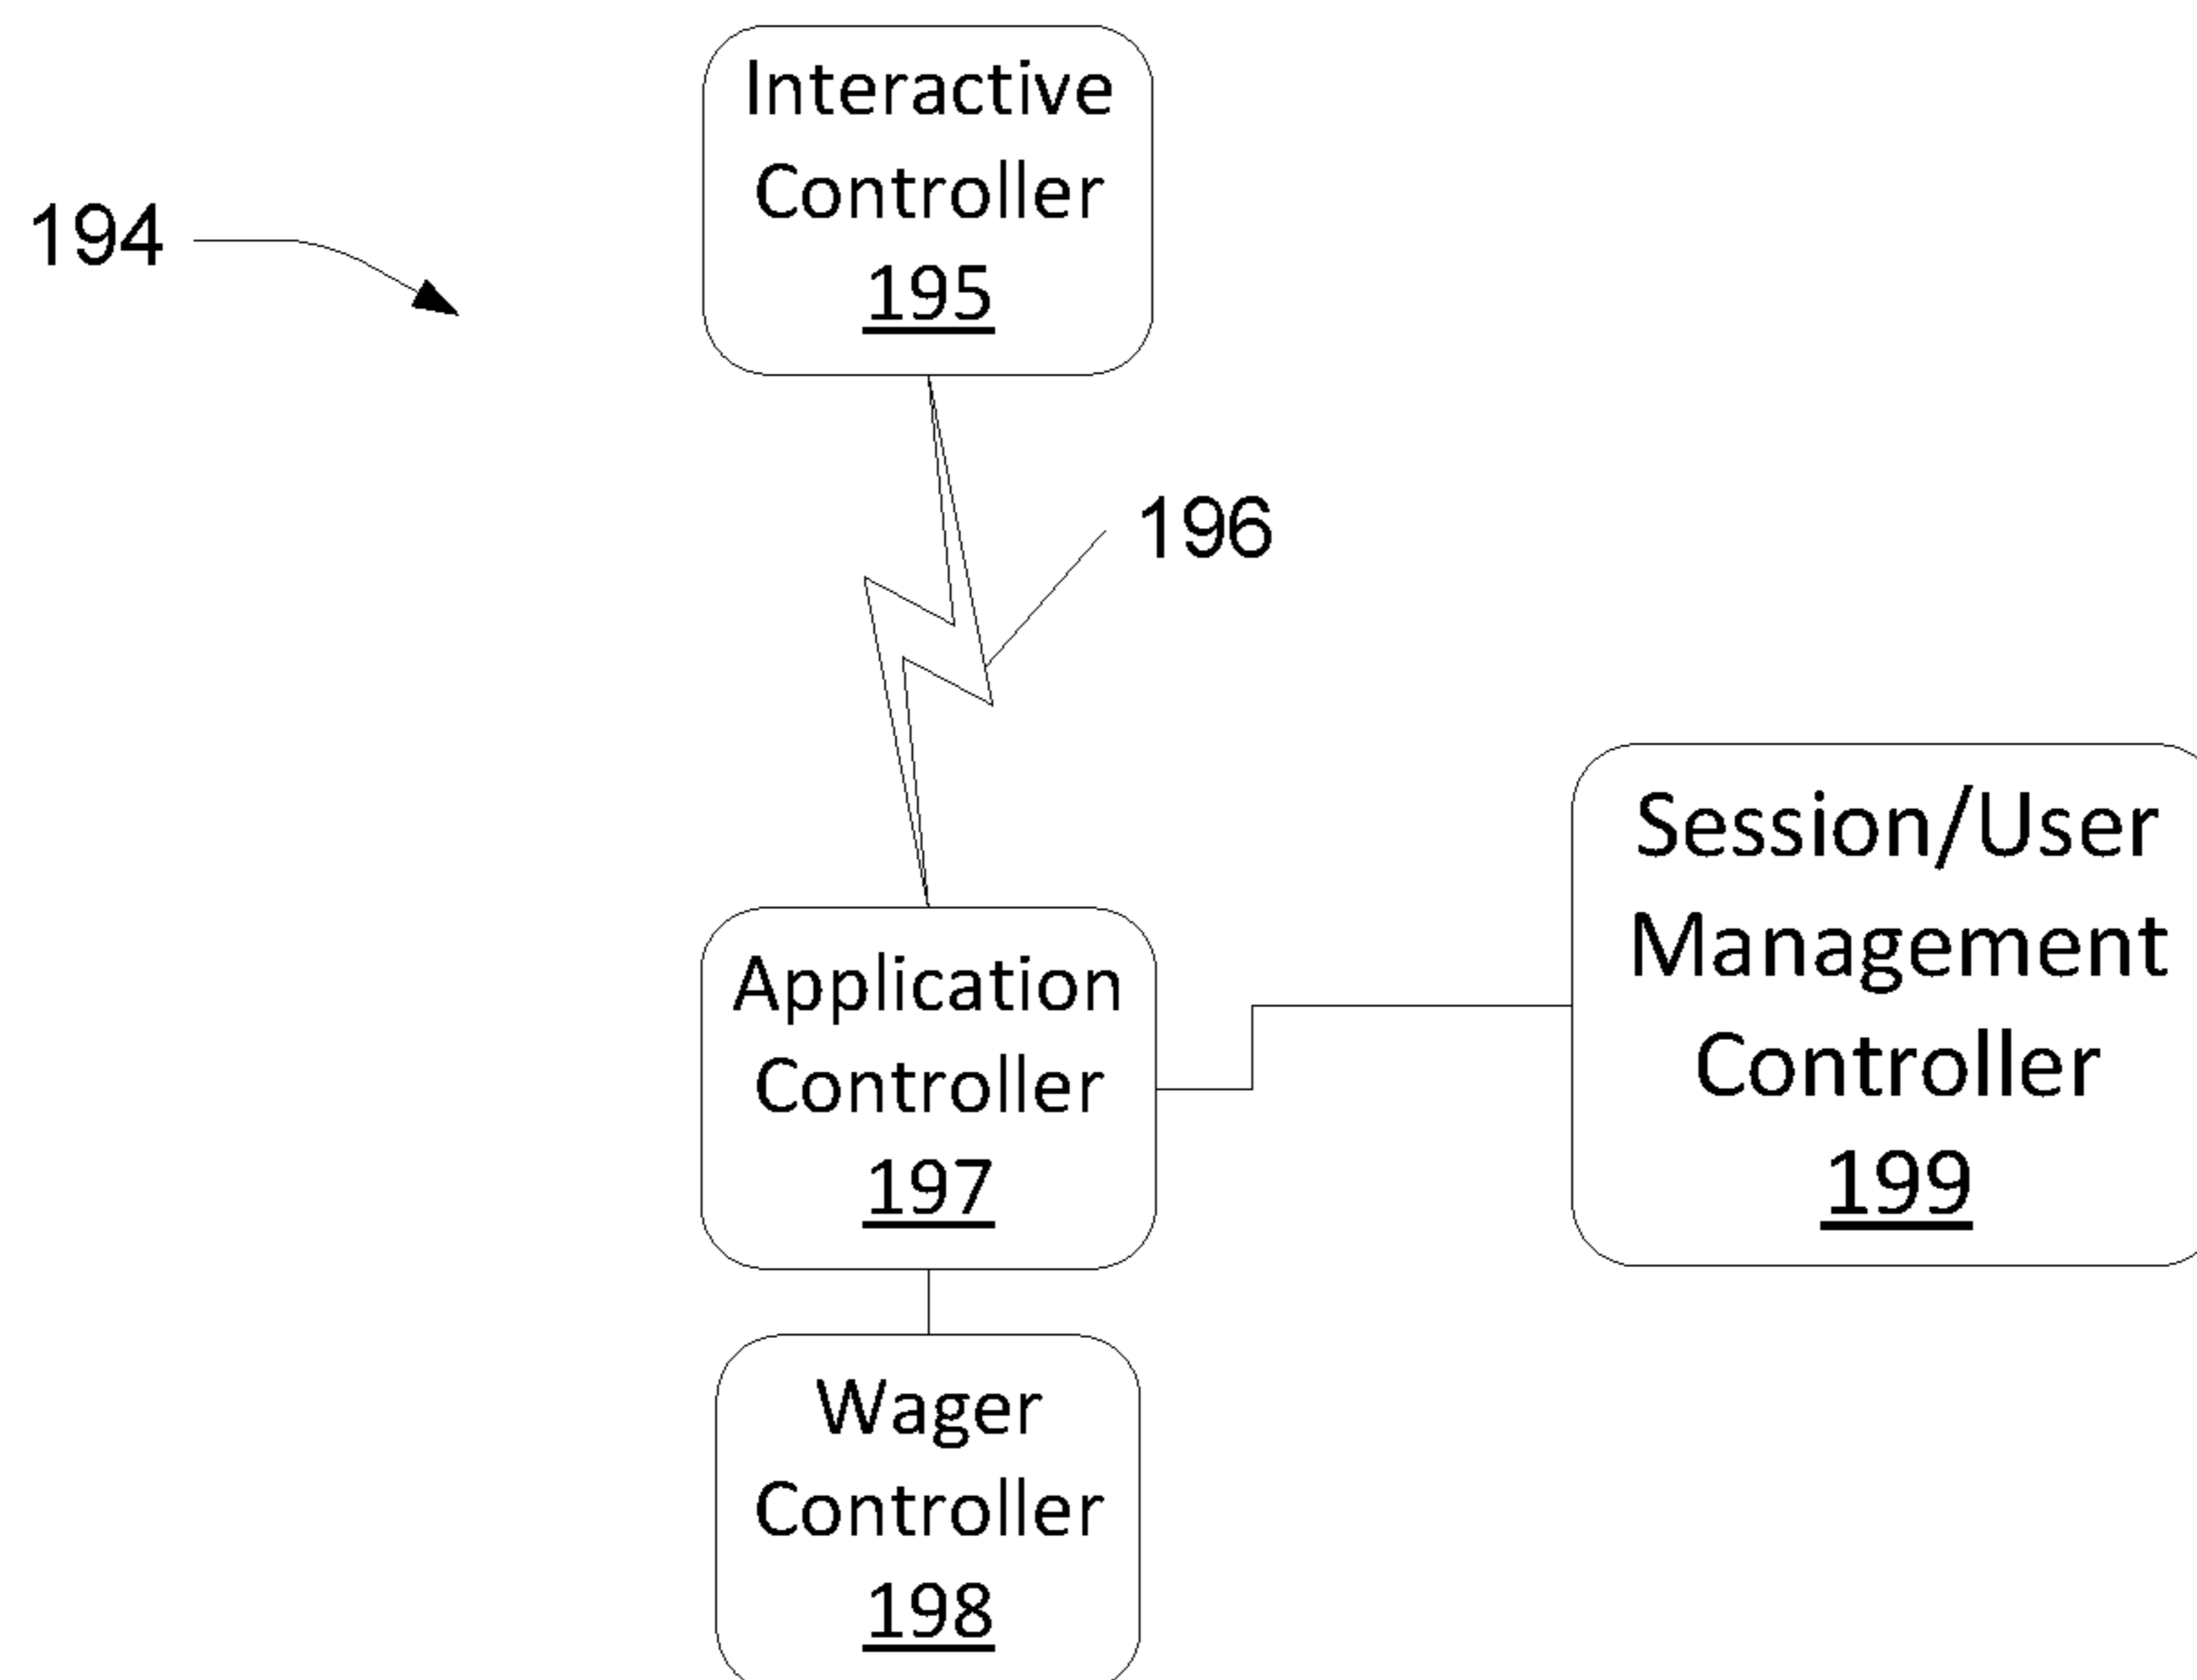 Interactive
Controller
195
194
196
Application
Controller
197
Session/User
Management
Controller
199
Wager
Controller
198